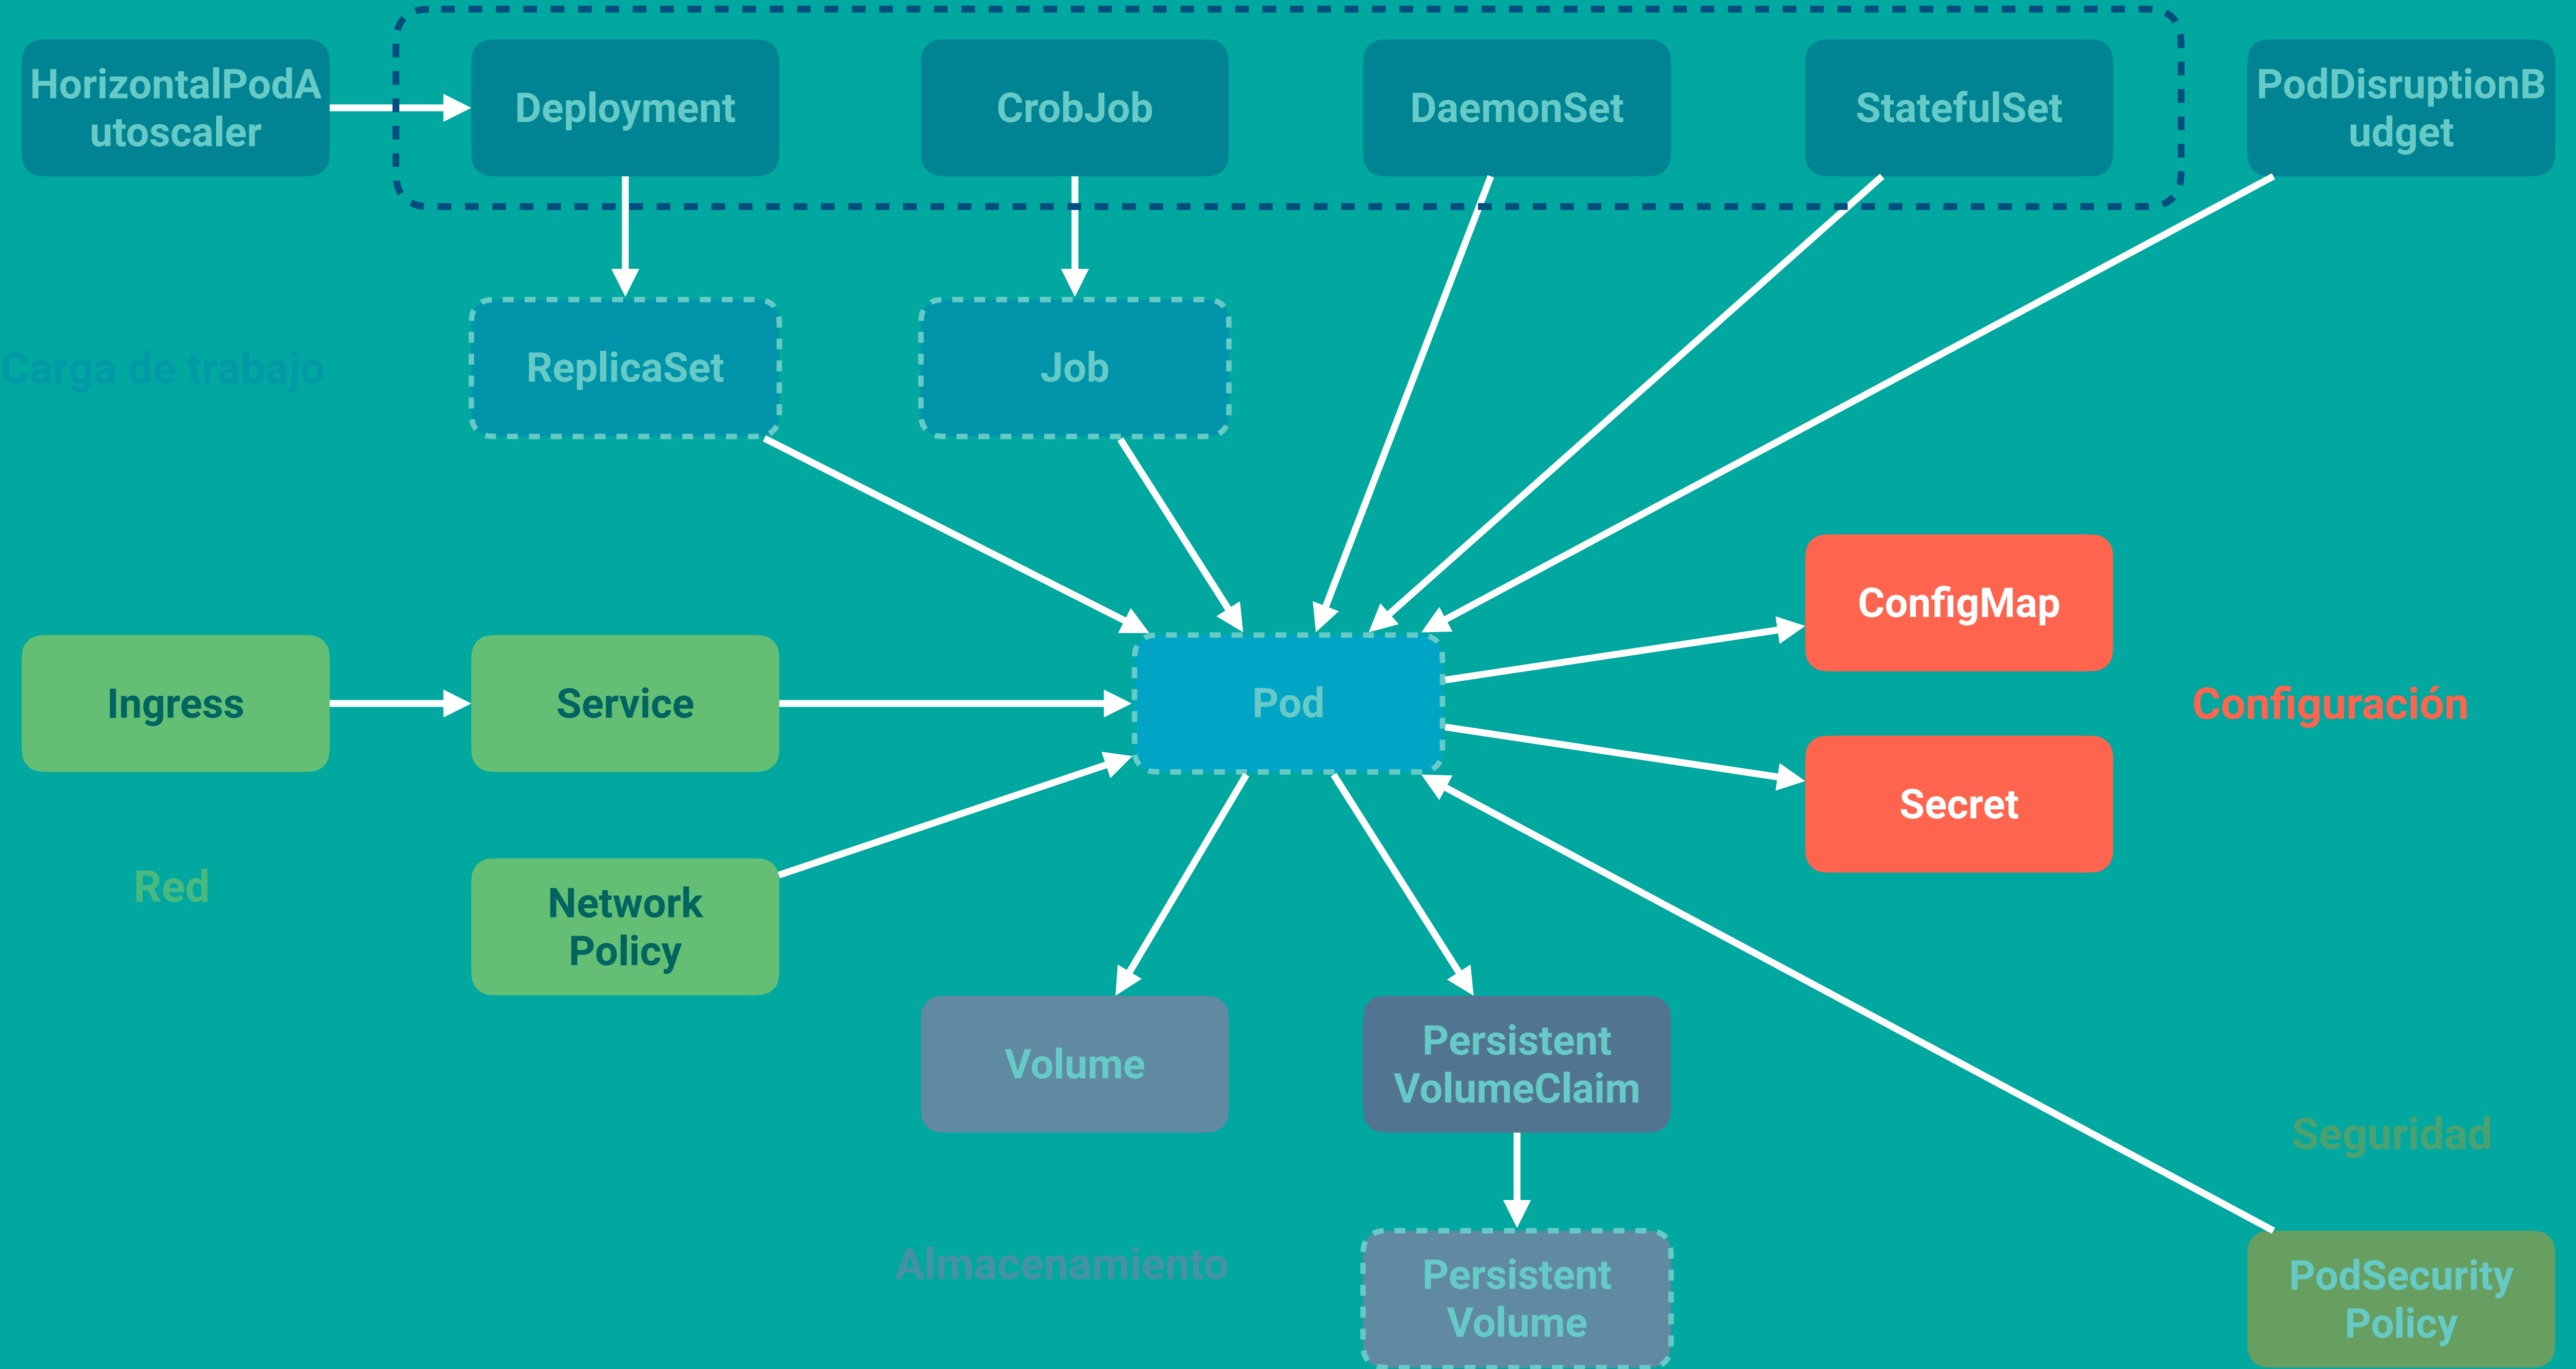 HorizontalPodA
utoscaler
Deployment
CrobJob
DaemonSet
StatefulSet
PodDisruptionB
udget
Carga de trabajo
ReplicaSet
Job
ConfigMap
Ingress
Service
Pod
Configuración
Secret
Red
Network
Policy
Volume
Persistent
VolumeClaim
Seguridad
Almacenamiento
Persistent
Volume
PodSecurity
Policy